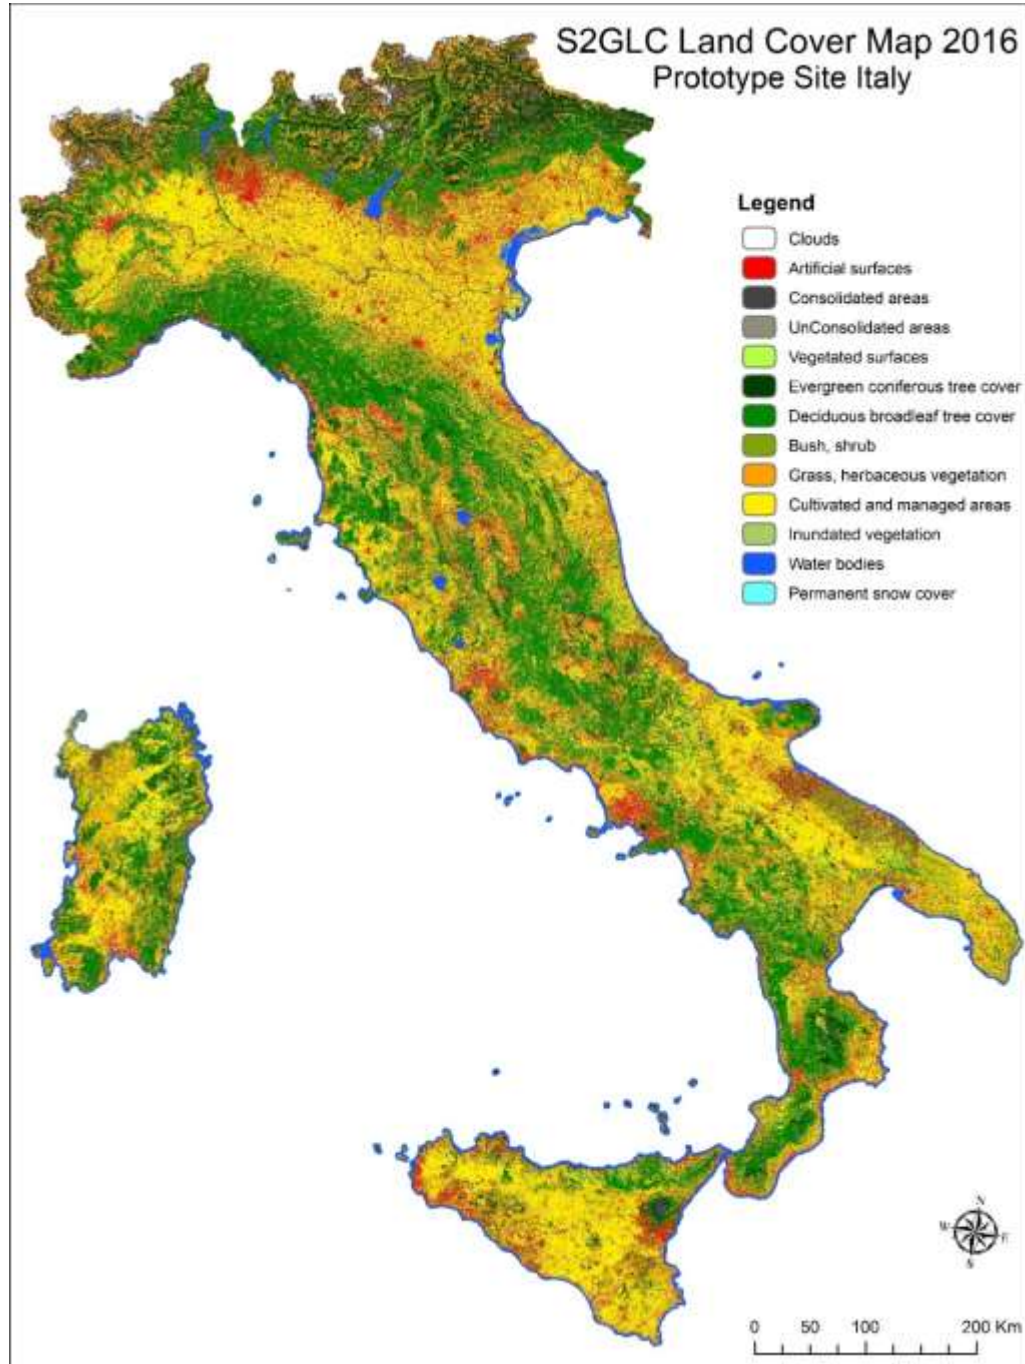 S2GLC Land Cover Map 2016
Prototype Site Italy
Legend
Clouds
Artificial surfaces
Consolidated areas
UnConsolidated areas
Vegetated surfaces
Evergreen coniferous tree cover
Deciduous broadleaf tree cover
Bush, shrub
Grass, herbaceous vegetation
Cultivated and managed areas
Inundated vegetation
Water bodies
Permanent snow cover
N
W E
S
0 50 100 200 Km